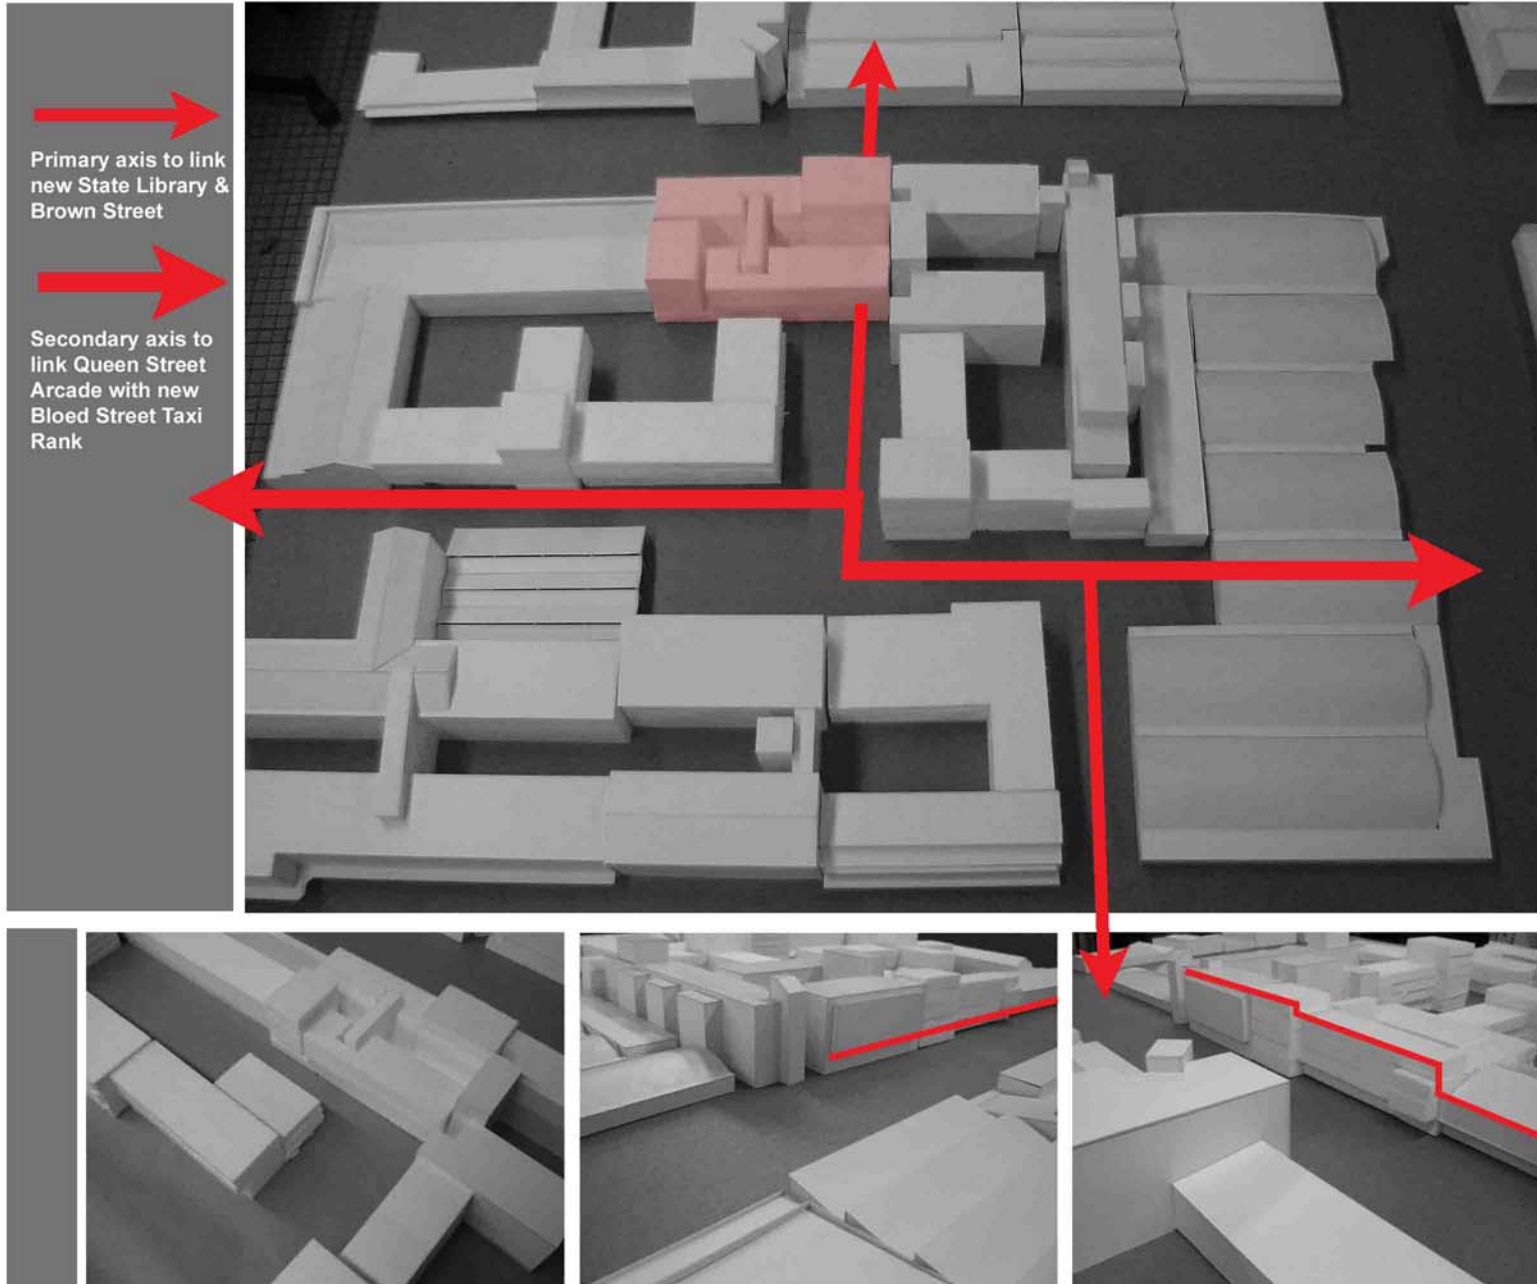 Primary axis to link
new State Library &
Brown Street
Secondary axis to
link Queen Street
Arcade with new
Bloed Street Taxi
Rank